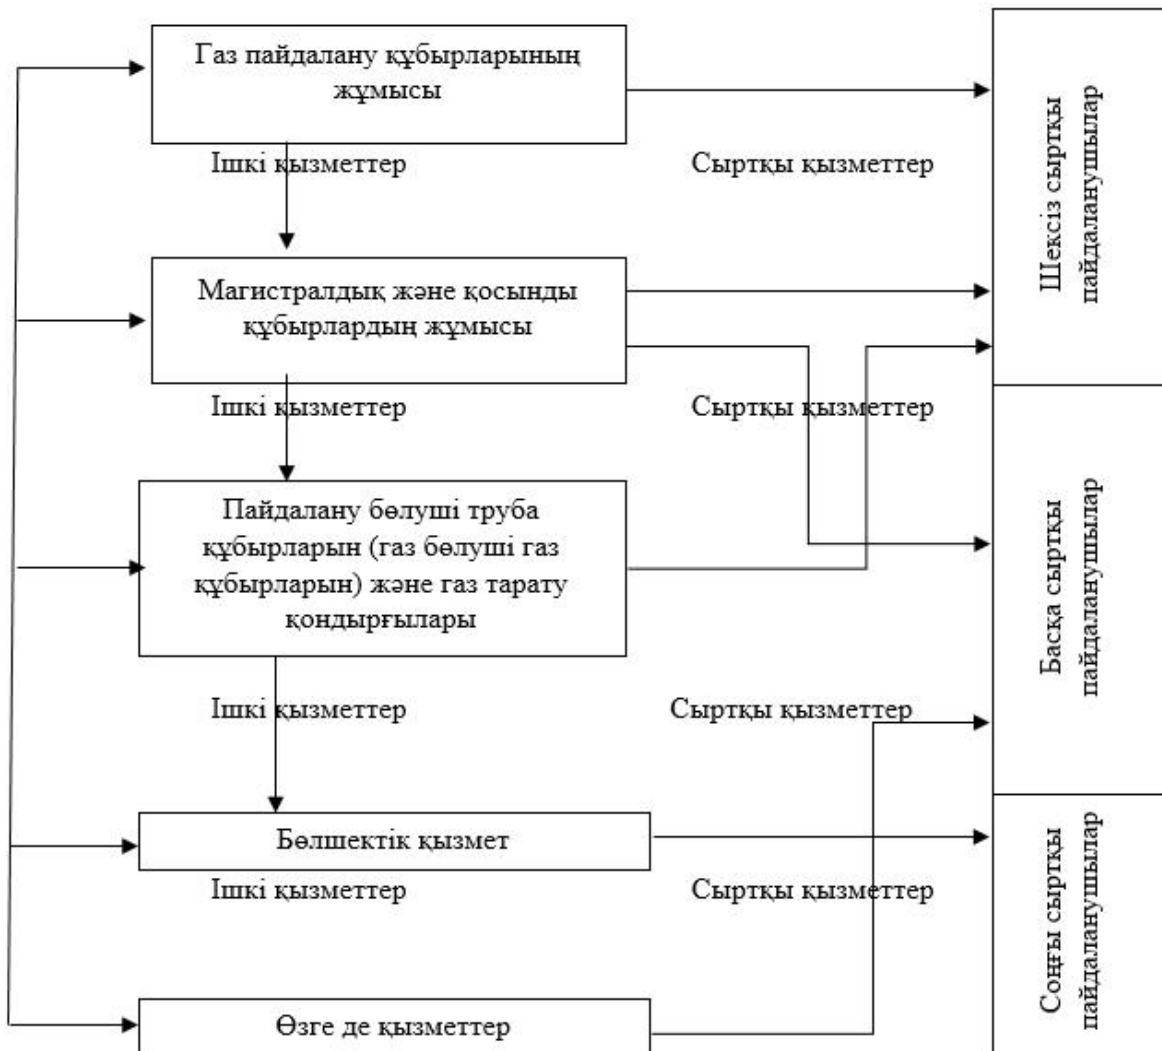 Газ пайдалану құбырларының
жұмысы
Ішкі қызметтер
Сыртқы қызметтер
Шексіз сыртқы
пайдаланушылар
Магистралдық және қосынды
құбырлардың жұмысы
Ішкі қызметтер
Сыртқы қызметтер
Пайдалану бөлуші труба
құбырларын (газ бөлуші газ
құбырларын) және газ тарату
қондырғылары
Басқа сыртқы
пайдаланушылар
Ішкі қызметтер
Сыртқы қызметтер
Бөлшектік қызмет
Ішкі қызметтер
Сыртқы қызметтер
Соңғы сыртқы
пайдаланушылар
Өзге де қызметтер